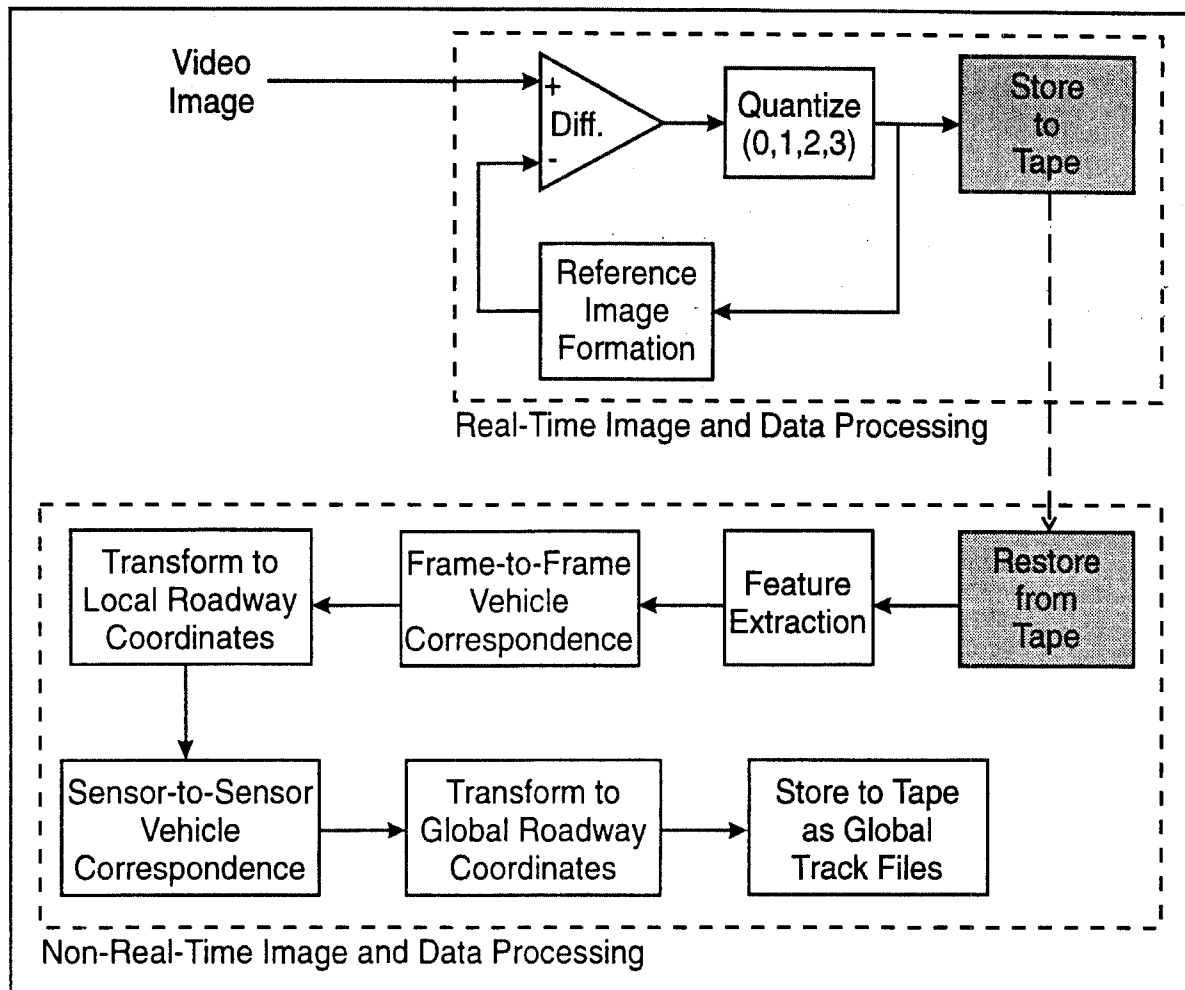 Video
Image
+
Diff.
-
Quantize
(0,1,2,3)
Store
to
Tape
Reference
Image
Formation
Real-Time Image and Data Processing
Restore
from
Tape
Feature
Extraction
Frame-to-Frame
Vehicle
Correspondence
Transform to
Local Roadway
Coordinates
Sensor-to-Sensor
Vehicle
Correspondence
Transform to
Global Roadway
Coordinates
Store to Tape
as Global
Track Files
Non-Real-Time Image and Data Processing